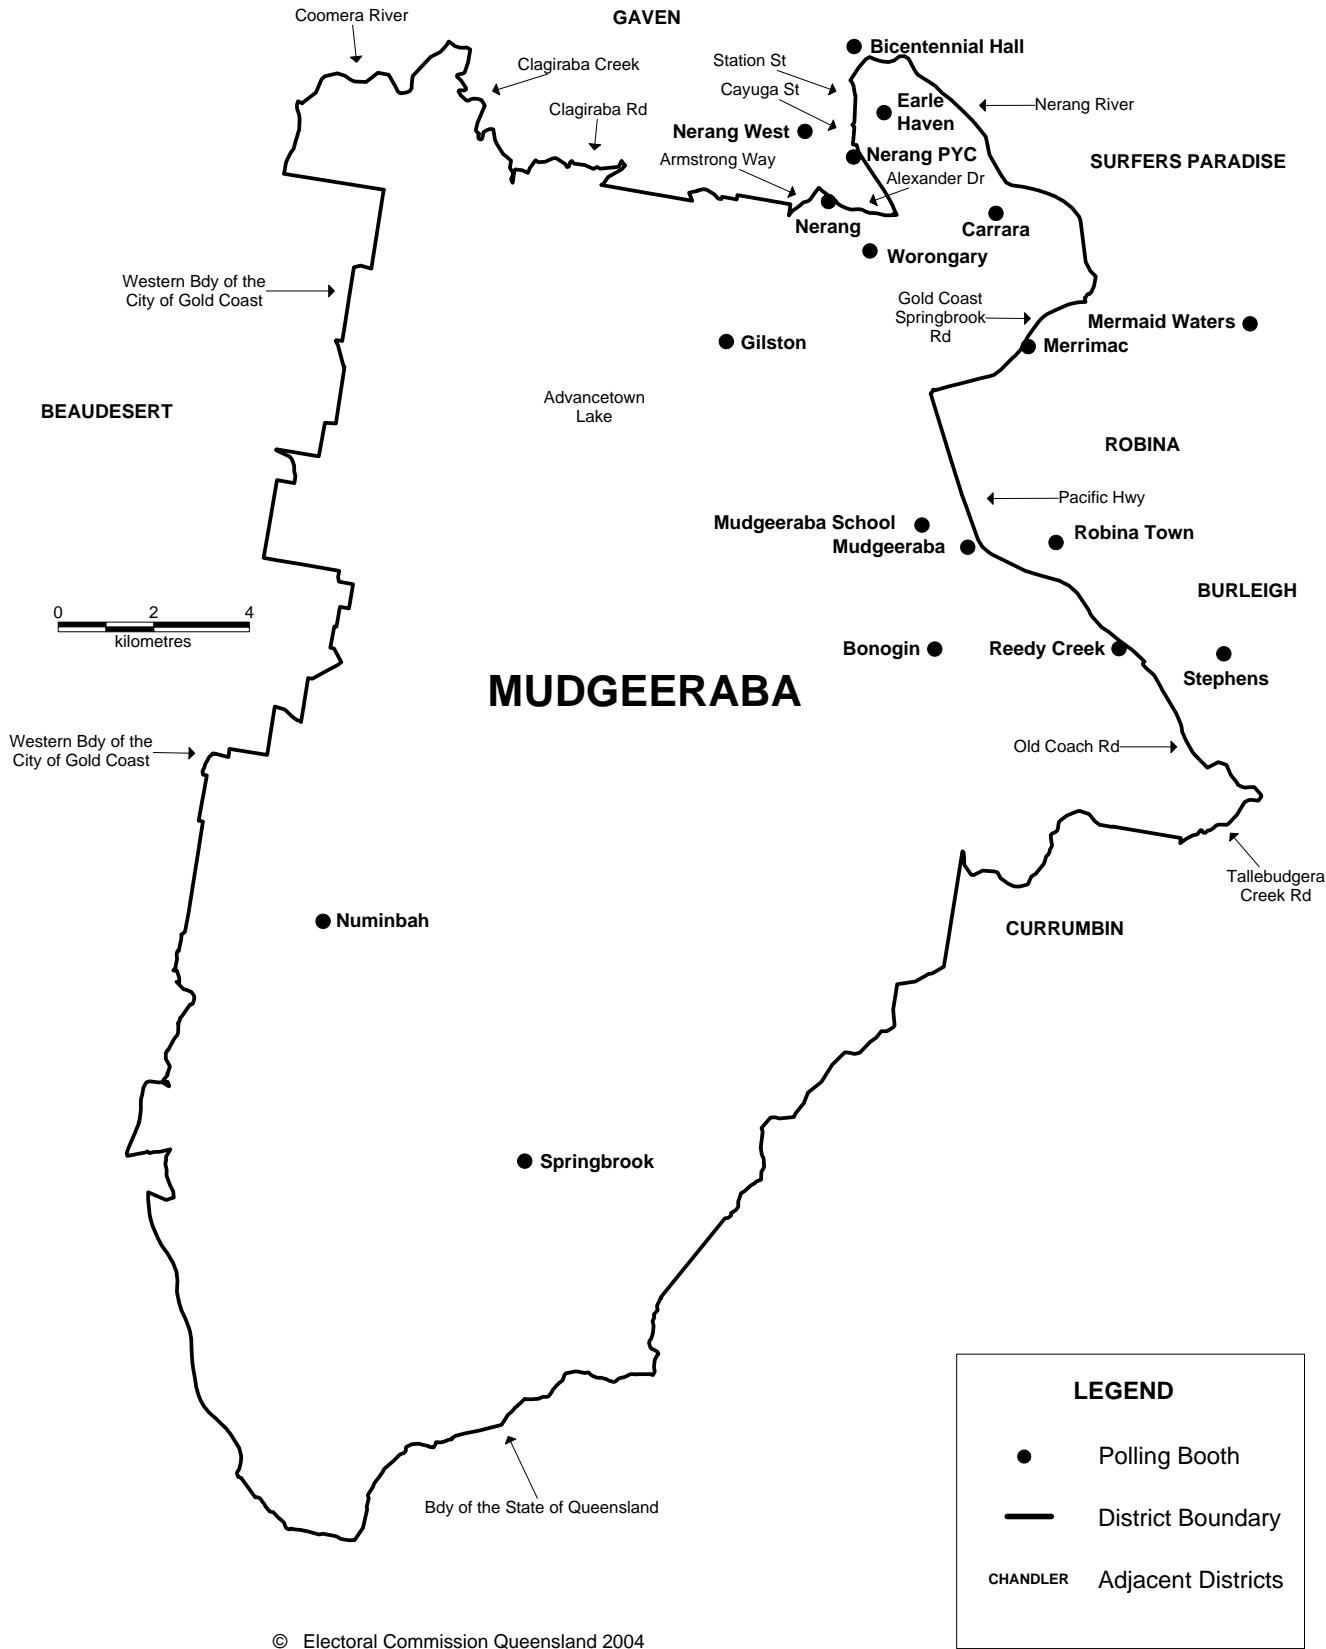 Coomera River
GAVEN
Bicentennial Hall
Clagiraba Creek
Station St
Cayuga St
Earle
Haven
Nerang River
Clagiraba Rd
Nerang West
Nerang PYC
Armstrong Way
SURFERS PARADISE
Alexander Dr
Nerang
Carrara
Worongary
Western Bdy of the
City of Gold Coast
Gold Coast
Springbrook
Rd
Mermaid Waters
Merrimac
Gilston
BEAUDESERT
Advancetown
Lake
ROBINA
Pacific Hwy
Mudgeeraba School
Mudgeeraba
Robina Town
BURLEIGH
0 2 4
kilometres
Bonogin
Reedy Creek
Stephens
MUDGEERABA
Western Bdy of the
City of Gold Coast
Old Coach Rd
Tallebudgera
Creek Rd
Numinbah
CURRUMBIN
Springbrook
Bdy of the State of Queensland
LEGEND
Polling Booth
District Boundary
CHANDLER Adjacent Districts
© Electoral Commission Queensland 2004